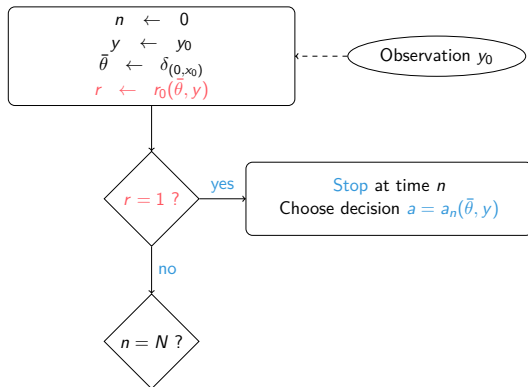 n ← 0
y ← y₀
θ̄ ← δ₍₀,ₓ₀₎
r ← r₀(θ̄, y)
Observation y₀
r = 1 ?
yes
Stop at time n
Choose decision a = aₙ(θ̄, y)
no
n = N ?